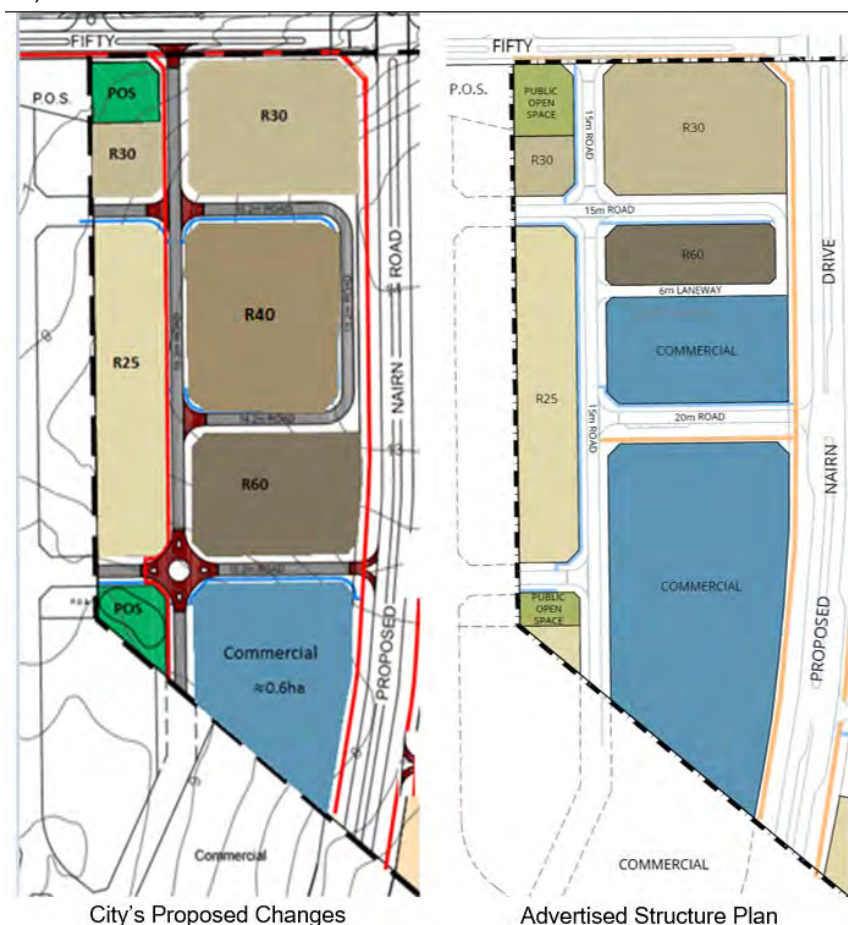 FIFTY
P.O.S.
POS
R30
R30
R25
R40
NAIRN ROAD
R60
POS
Commercial
≈0.6ha
PROPOSED
Commercial
City's Proposed Changes
FIFTY
P.O.S.
PUBLIC
OPEN
SPACE
15m ROAD
R30
R30
15m ROAD
R60
6m LANEWAY
COMMERCIAL
DRIVE
R25
15m ROAD
20m ROAD
NAIRN
COMMERCIAL
PUBLIC
OPEN
SPACE
PROPOSED
COMMERCIAL
Advertised Structure Plan